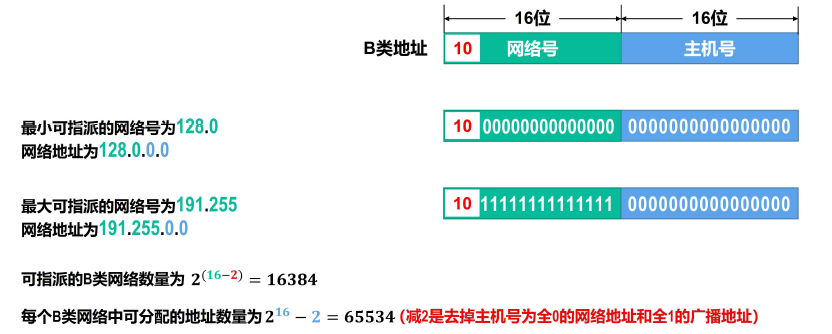 16位 16位
B类地址 10 网络号 主机号
最小可指派的网络号为128.0
网络地址为128.0.0.0
10 00000000000000 0000000000000000
最大可指派的网络号为191.255
网络地址为191.255.0.0
10 11111111111111 0000000000000000
可指派的B类网络数量为 2^(16−2) = 16384
每个B类网络中可分配的地址数量为 2^16 − 2 = 65534 (减2是去掉主机号为全0的网络地址和全1的广播地址)